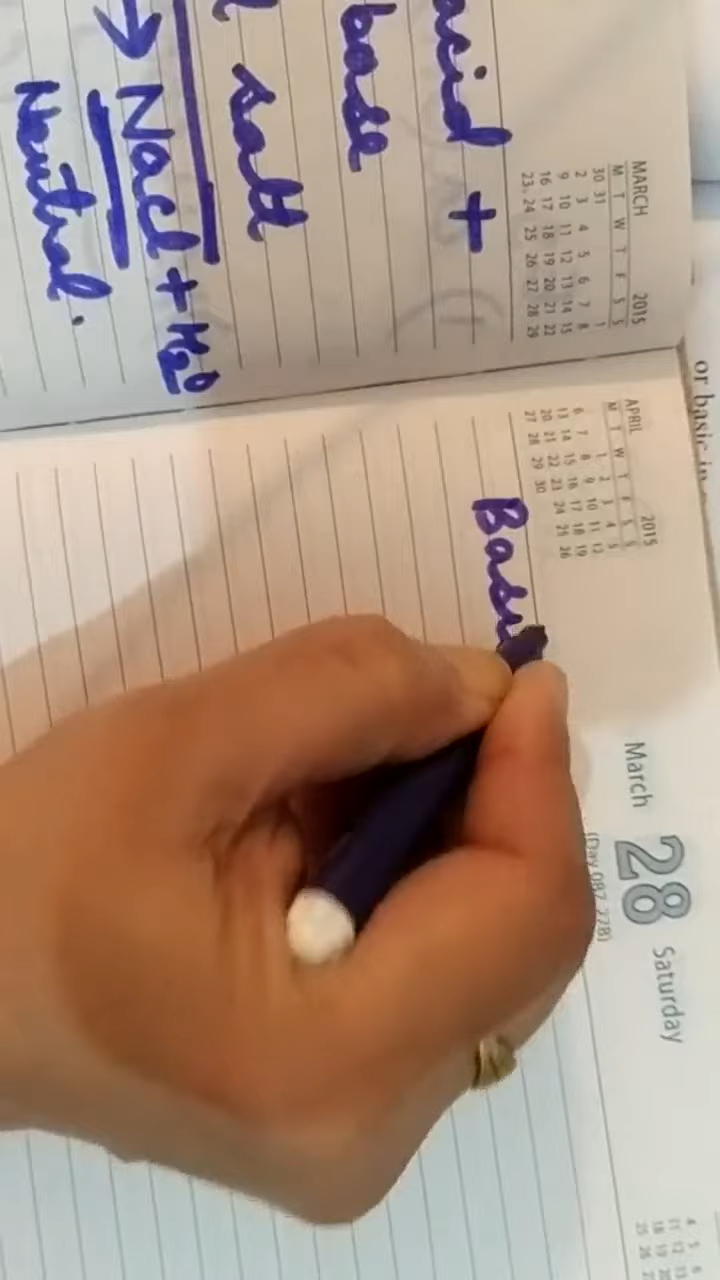 MARCH 2015
M T W T F S S
30 31 1
2 3 4 5 6 7 8
9 10 11 12 13 14 15
16 17 18 19 20 21 22
23 24 25 26 27 28 29
acid +
base
salt
→ Nacl + H2O
Neutral.
or basic in
APRIL 2015
M T W T F S S
1 2 3 4 5
6 7 8 9 10 11 12
13 14 15 16 17 18 19
20 21 22 23 24 25 26
27 28 29 30
March 28 Saturday
(Day 087-278)
Basi